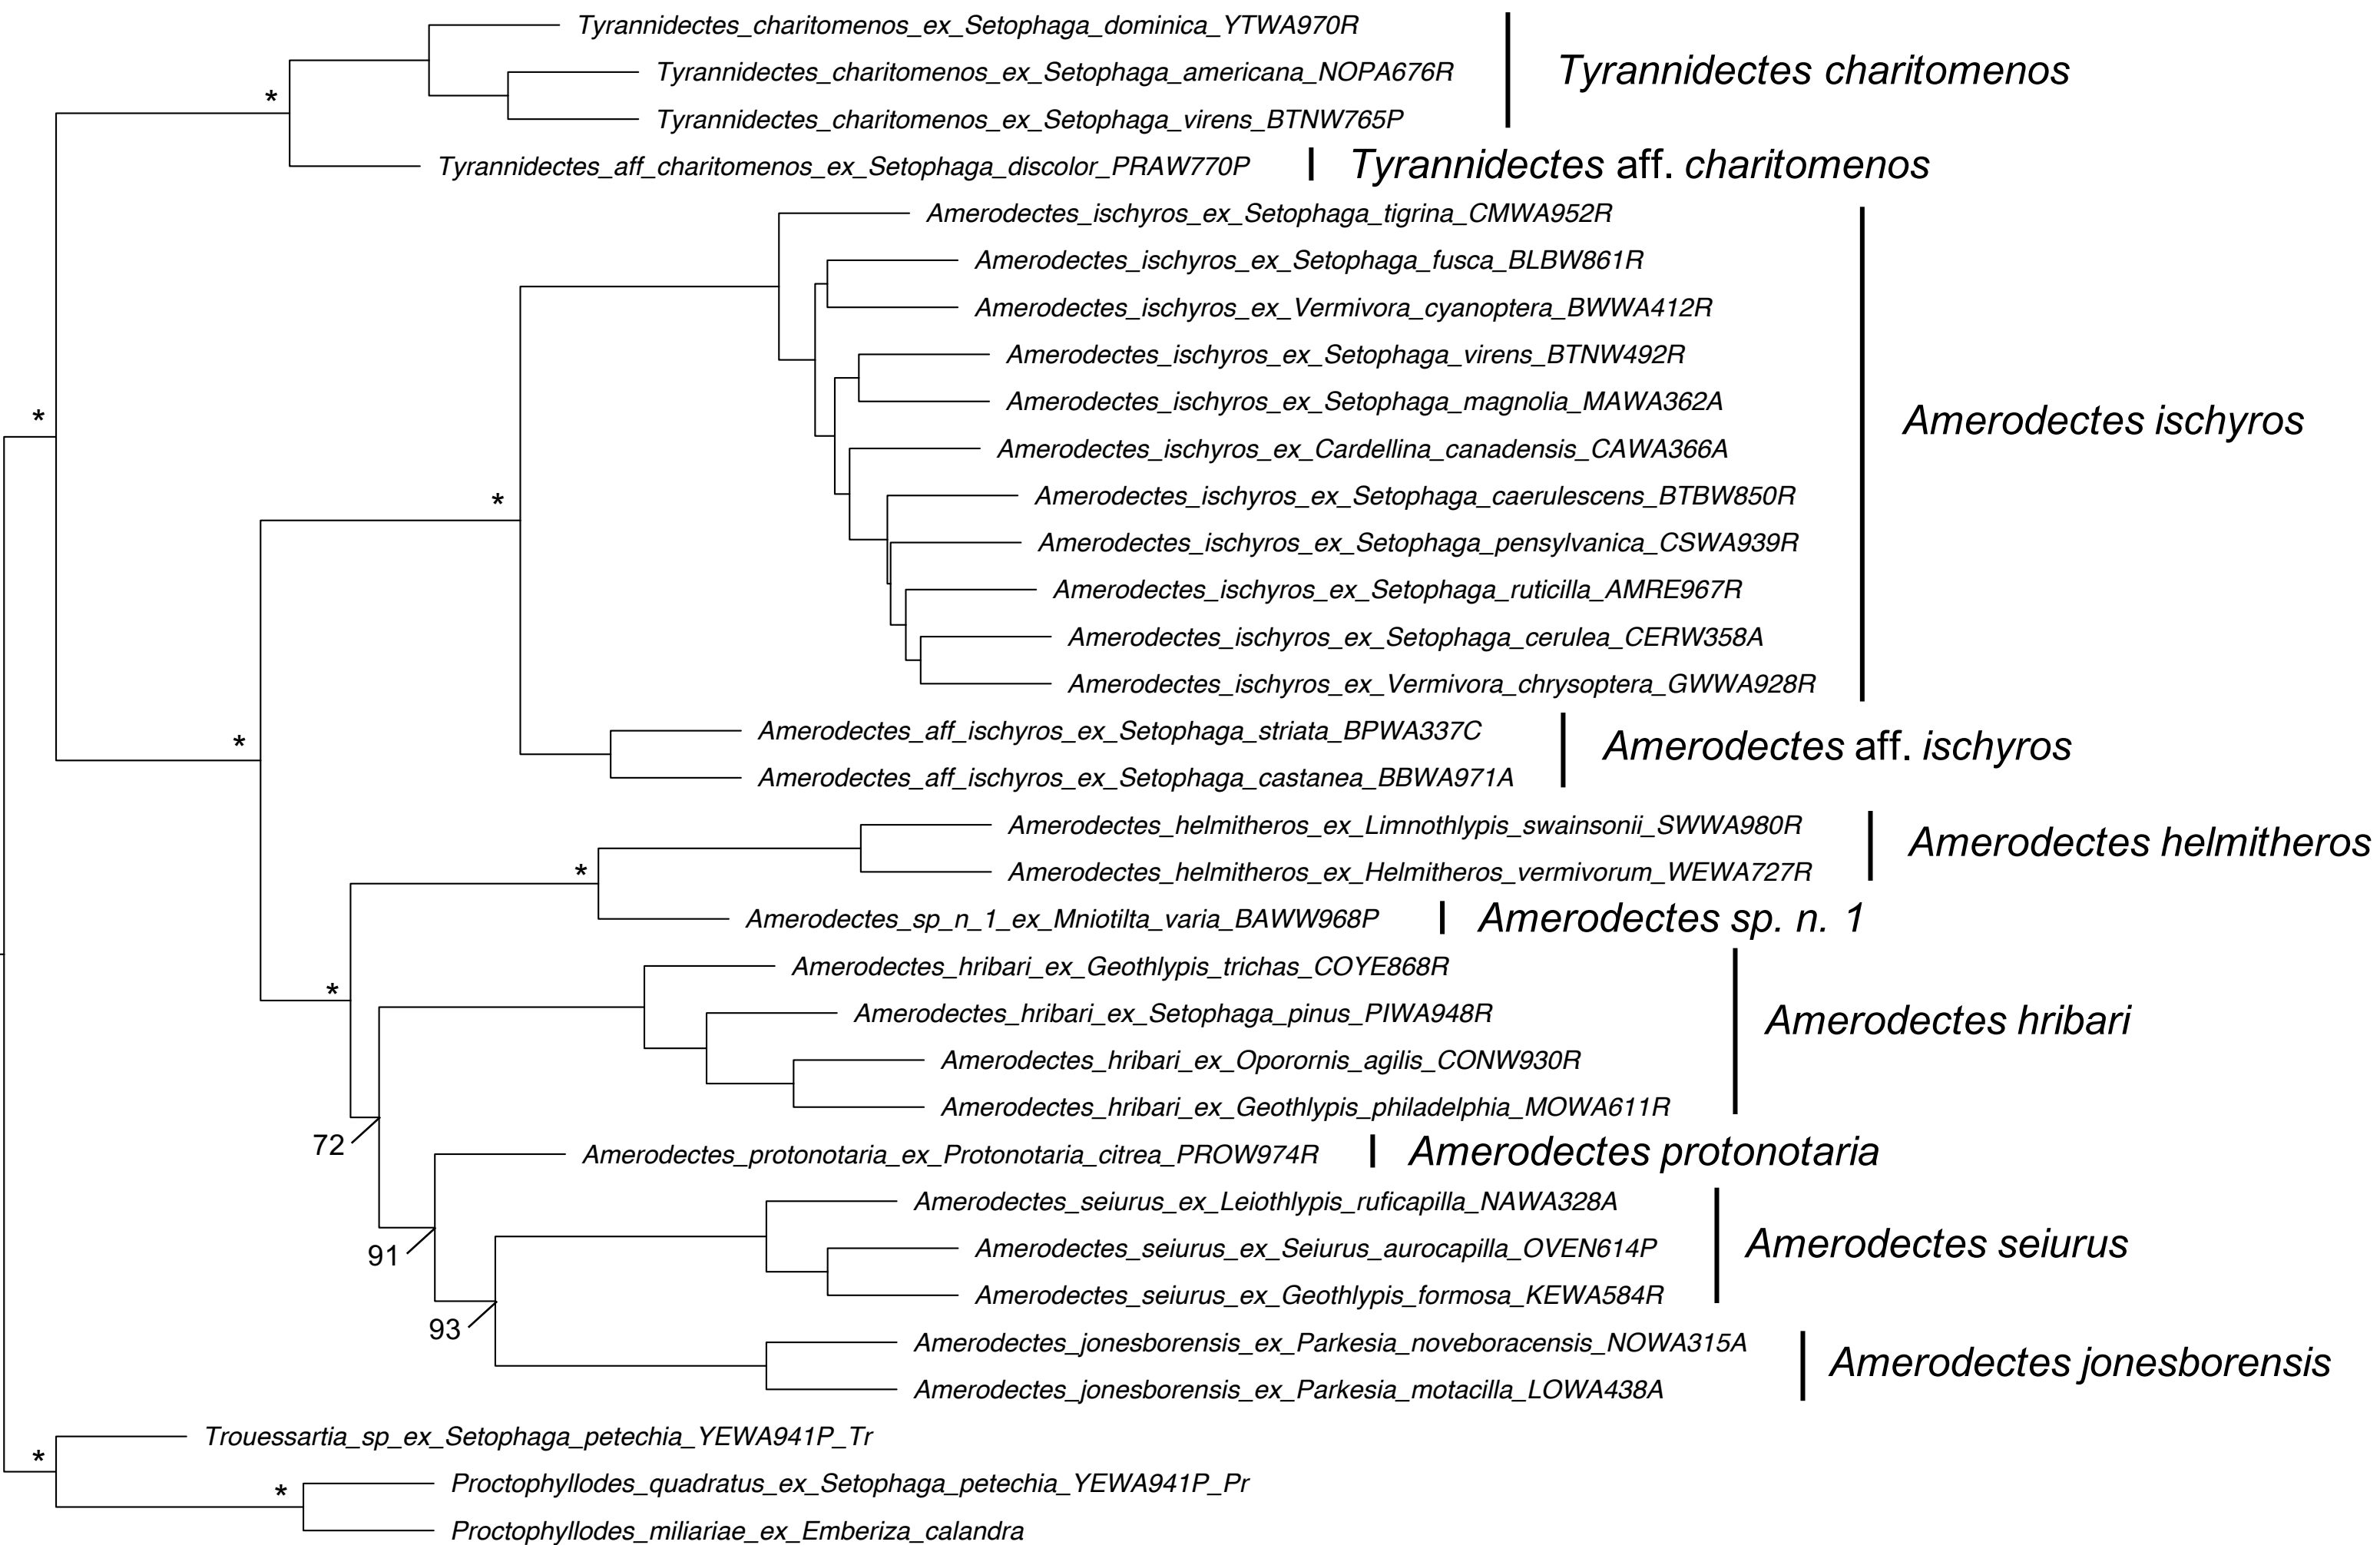 Tyrannidectes_charitomenos_ex_Setophaga_dominica_YTWA970R
Tyrannidectes_charitomenos_ex_Setophaga_americana_NOPA676R
Tyrannidectes charitomenos
*
Tyrannidectes_charitomenos_ex_Setophaga_virens_BTNW765P
Tyrannidectes_aff_charitomenos_ex_Setophaga_discolor_PRAW770P
Tyrannidectes aff. charitomenos
Amerodectes_ischyros_ex_Setophaga_tigrina_CMWA952R
Amerodectes_ischyros_ex_Setophaga_fusca_BLBW861R
Amerodectes_ischyros_ex_Vermivora_cyanoptera_BWWA412R
Amerodectes_ischyros_ex_Setophaga_virens_BTNW492R
Amerodectes_ischyros_ex_Setophaga_magnolia_MAWA362A
*
Amerodectes ischyros
Amerodectes_ischyros_ex_Cardellina_canadensis_CAWA366A
*
Amerodectes_ischyros_ex_Setophaga_caerulescens_BTBW850R
Amerodectes_ischyros_ex_Setophaga_pensylvanica_CSWA939R
Amerodectes_ischyros_ex_Setophaga_ruticilla_AMRE967R
Amerodectes_ischyros_ex_Setophaga_cerulea_CERW358A
Amerodectes_ischyros_ex_Vermivora_chrysoptera_GWWA928R
Amerodectes_aff_ischyros_ex_Setophaga_striata_BPWA337C
*
Amerodectes aff. ischyros
Amerodectes_aff_ischyros_ex_Setophaga_castanea_BBWA971A
Amerodectes_helmitheros_ex_Limnothlypis_swainsonii_SWWA980R
Amerodectes helmitheros
*
Amerodectes_helmitheros_ex_Helmitheros_vermivorum_WEWA727R
Amerodectes_sp_n_1_ex_Mniotilta_varia_BAWW968P
Amerodectes sp. n. 1
Amerodectes_hribari_ex_Geothlypis_trichas_COYE868R
*
Amerodectes_hribari_ex_Setophaga_pinus_PIWA948R
Amerodectes hribari
Amerodectes_hribari_ex_Oporornis_agilis_CONW930R
Amerodectes_hribari_ex_Geothlypis_philadelphia_MOWA611R
72
Amerodectes_protonotaria_ex_Protonotaria_citrea_PROW974R
Amerodectes protonotaria
Amerodectes_seiurus_ex_Leiothlypis_ruficapilla_NAWA328A
91
Amerodectes_seiurus_ex_Seiurus_aurocapilla_OVEN614P
Amerodectes seiurus
Amerodectes_seiurus_ex_Geothlypis_formosa_KEWA584R
93
Amerodectes_jonesborensis_ex_Parkesia_noveboracensis_NOWA315A
Amerodectes jonesborensis
Amerodectes_jonesborensis_ex_Parkesia_motacilla_LOWA438A
Trouessartia_sp_ex_Setophaga_petechia_YEWA941P_Tr
*
*
Proctophyllodes_quadratus_ex_Setophaga_petechia_YEWA941P_Pr
Proctophyllodes_miliariae_ex_Emberiza_calandra